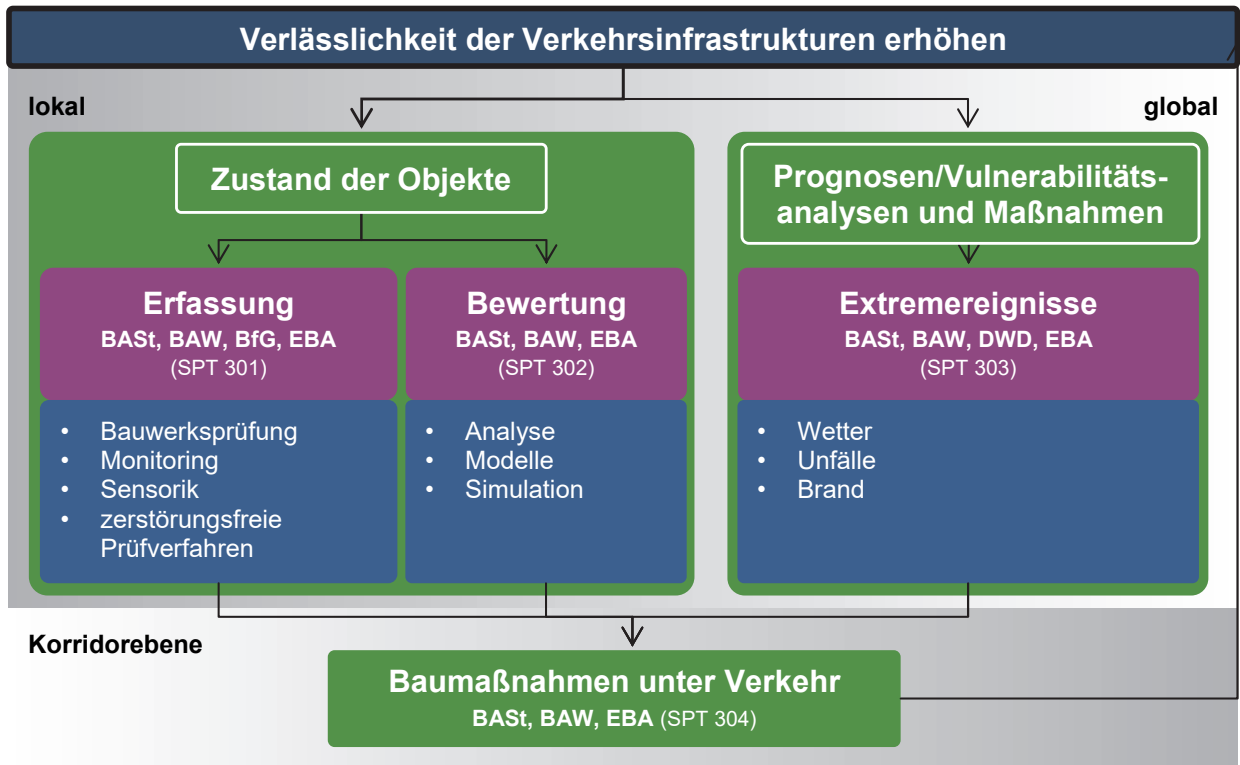 Verlässlichkeit der Verkehrsinfrastrukturen erhöhen
lokal
global
Zustand der Objekte
Prognosen/Vulnerabilitäts-
analysen und Maßnahmen
Erfassung
BASt, BAW, BfG, EBA
(SPT 301)
Bewertung
BASt, BAW, EBA
(SPT 302)
Extremereignisse
BASt, BAW, DWD, EBA
(SPT 303)
• Bauwerksprüfung
• Monitoring
• Sensorik
• zerstörungsfreie
Prüfverfahren
• Analyse
• Modelle
• Simulation
• Wetter
• Unfälle
• Brand
Korridorebene
Baumaßnahmen unter Verkehr
BASt, BAW, EBA (SPT 304)